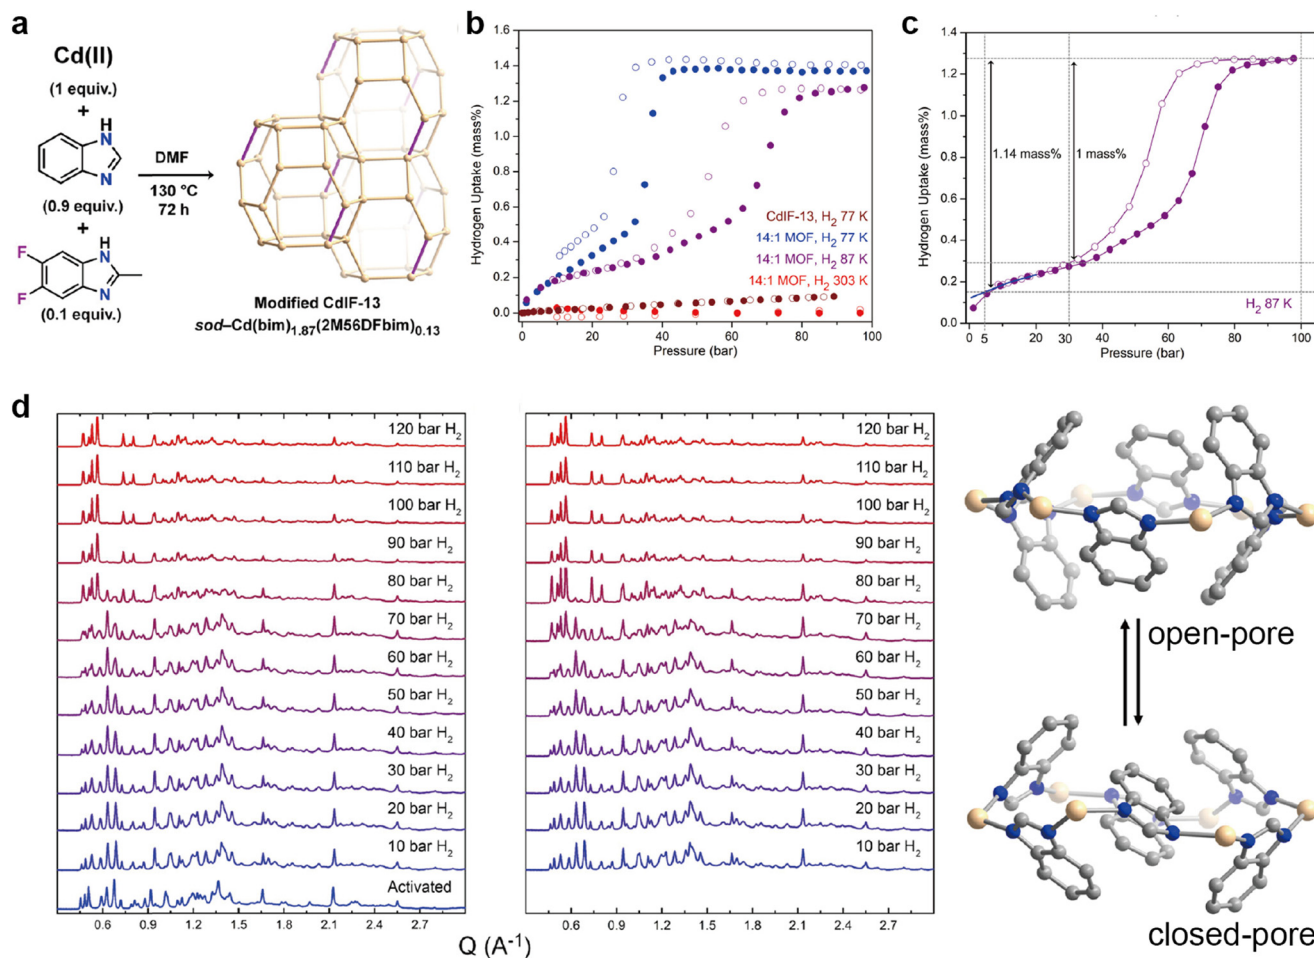 a
Cd(II)
(1 equiv.)
+
H
N
N
(0.9 equiv.)
+
H
F
N
F
N
(0.1 equiv.)
DMF
130 °C
72 h
Modified CdIF-13
sod–Cd(bim)1.87(2M56DFbim)0.13
b
1.6
1.4
1.2
1.0
0.8
0.6
0.4
0.2
0.0
Hydrogen Uptake (mass%)
CdIF-13, H2 77 K
14:1 MOF, H2 77 K
14:1 MOF, H2 87 K
14:1 MOF, H2 303 K
0 20 40 60 80 100
Pressure (bar)
c
1.4
1.2
1.0
0.8
0.6
0.4
0.2
0.0
Hydrogen Uptake (mass%)
1.14 mass%
1 mass%
H2 87 K
0 5 20 30 40 60 80 100
Pressure (bar)
d
120 bar H2
110 bar H2
100 bar H2
90 bar H2
80 bar H2
70 bar H2
60 bar H2
50 bar H2
40 bar H2
30 bar H2
20 bar H2
10 bar H2
Activated
0.6 0.9 1.2 1.5 1.8 2.1 2.4 2.7
120 bar H2
110 bar H2
100 bar H2
90 bar H2
80 bar H2
70 bar H2
60 bar H2
50 bar H2
40 bar H2
30 bar H2
20 bar H2
10 bar H2
0.6 0.9 1.2 1.5 1.8 2.1 2.4 2.7
Q (A-1)
open-pore
closed-pore